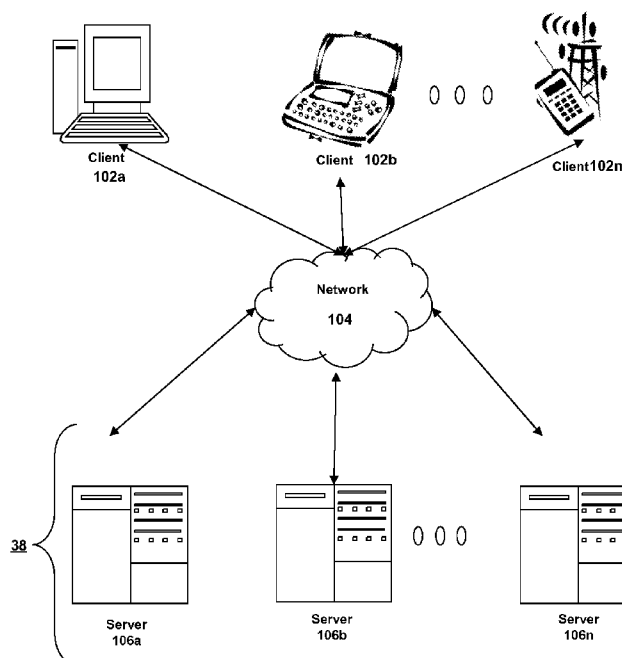 Client
102a
Client 102b
Client102n
Network
104
38
Server
106a
Server
106b
Server
106n